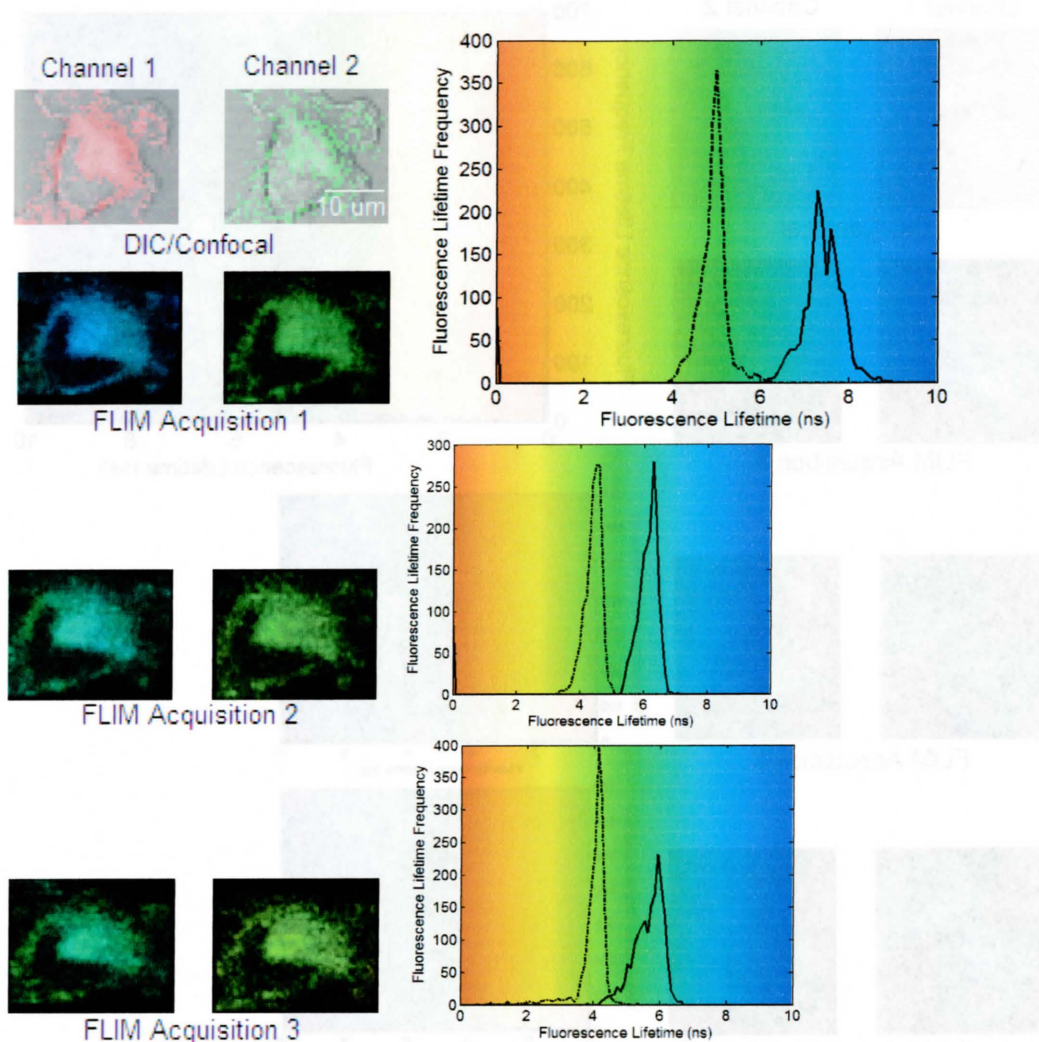 Channel 1
Channel 2
10 um
DIC/Confocal
FLIM Acquisition 1
400
350
300
250
200
150
100
50
0
0 2 4 6 8 10
Fluorescence Lifetime Frequency
Fluorescence Lifetime (ns)
FLIM Acquisition 2
300
250
200
150
100
50
0
0 2 4 6 8 10
Fluorescence Lifetime Frequency
Fluorescence Lifetime (ns)
FLIM Acquisition 3
400
350
300
250
200
150
100
50
0
0 2 4 6 8 10
Fluorescence Lifetime Frequency
Fluorescence Lifetime (ns)